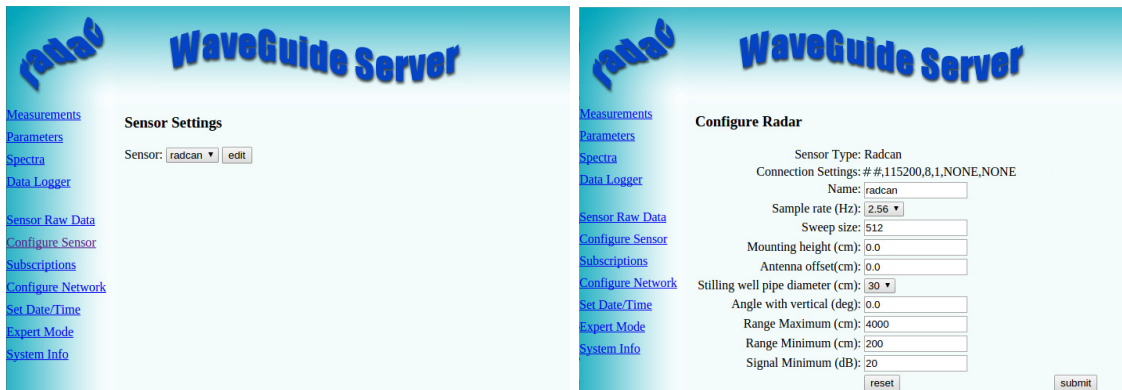 radac
WaveGuide Server
Measurements
Parameters
Spectra
Data Logger
Sensor Raw Data
Configure Sensor
Subscriptions
Configure Network
Set Date/Time
Expert Mode
System Info
Sensor Settings
Sensor: radcan edit
radac
WaveGuide Server
Measurements
Parameters
Spectra
Data Logger
Sensor Raw Data
Configure Sensor
Subscriptions
Configure Network
Set Date/Time
Expert Mode
System Info
Configure Radar
Sensor Type: Radcan
Connection Settings: ##,115200,8,1,NONE,NONE
Name: radcan
Sample rate (Hz): 2.56
Sweep size: 512
Mounting height (cm): 0.0
Antenna offset(cm): 0.0
Stilling well pipe diameter (cm): 30
Angle with vertical (deg): 0.0
Range Maximum (cm): 4000
Range Minimum (cm): 200
Signal Minimum (dB): 20
reset submit